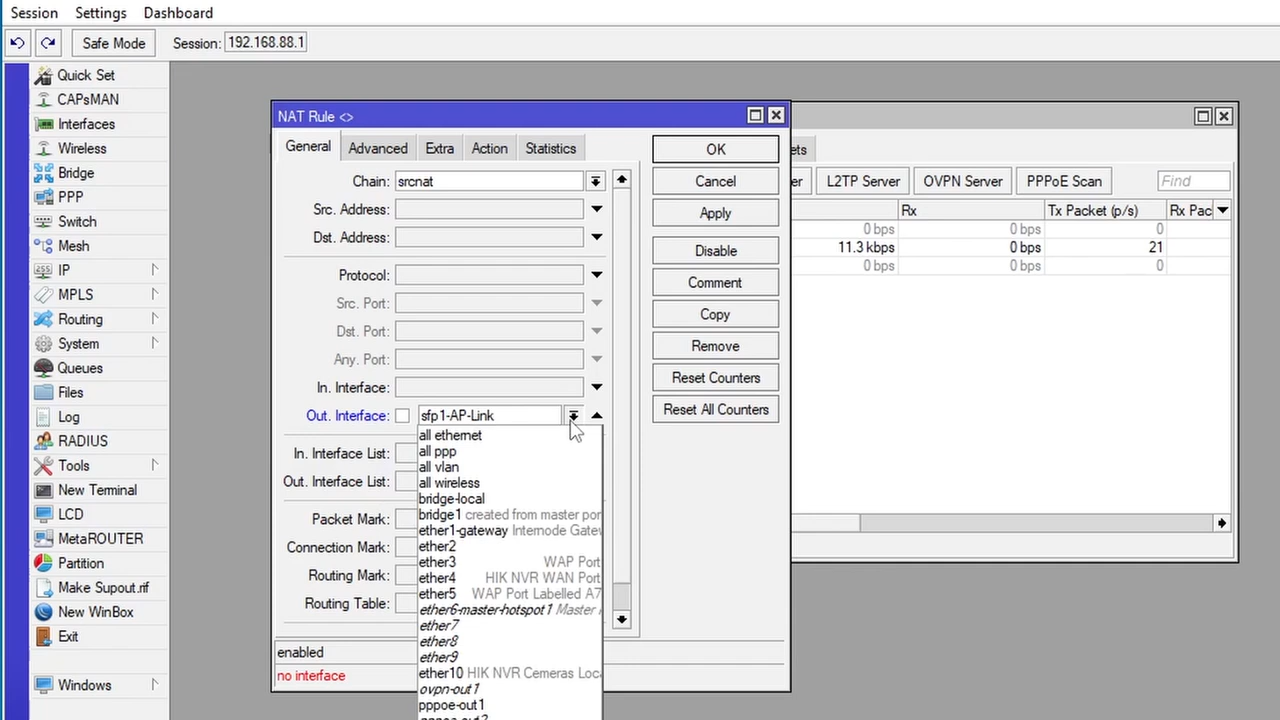 Session Settings Dashboard
Safe Mode Session: 192.168.88.1
Quick Set
CAPsMAN
Interfaces
Wireless
Bridge
PPP
Switch
Mesh
IP
MPLS
Routing
System
Queues
Files
Log
RADIUS
Tools
New Terminal
LCD
MetaROUTER
Partition
Make Supout.rif
New WinBox
Exit
Windows
NAT Rule <>
General Advanced Extra Action Statistics
Chain: srcnat
Src. Address:
Dst. Address:
Protocol:
Src. Port:
Dst. Port:
Any. Port:
In. Interface:
Out. Interface: sfp1-AP-Link
In. Interface List:
Out. Interface List:
Packet Mark:
Connection Mark:
Routing Mark:
Routing Table:
all ethernet
all ppp
all vlan
all wireless
bridge-local
bridge1 created from master por
ether1-gateway Internode Gatew
ether2
ether3 WAP Port
ether4 HIK NVR WAN Port
ether5 WAP Port Labelled A7
ether6-master-hotspot1 Master
ether7
ether8
ether9
ether10 HIK NVR Cemeras Loca
ovpn-out1
pppoe-out1
pppoe-out2
enabled
no interface
OK
Cancel
Apply
Disable
Comment
Copy
Remove
Reset Counters
Reset All Counters
ets
er L2TP Server OVPN Server PPPoE Scan Find
Rx Tx Packet (p/s) Rx Pac
0 bps 0 bps 0
11.3 kbps 0 bps 21
0 bps 0 bps 0